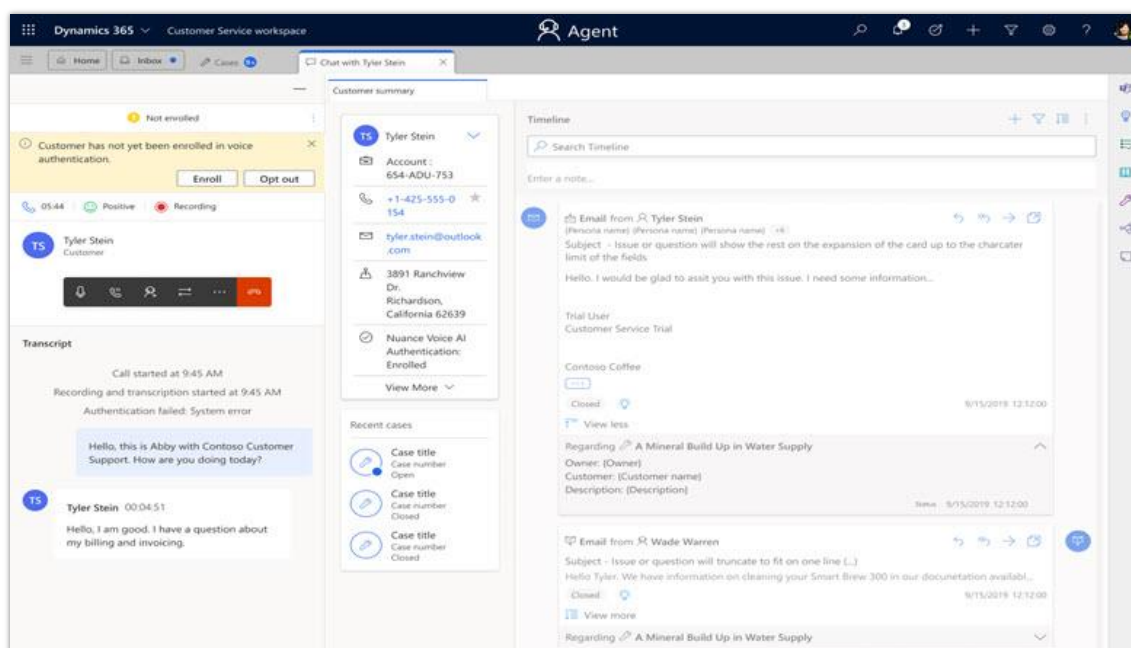 Dynamics 365
Customer Service workspace
Agent
3
?
Home
Inbox
Cases
9+
Chat with Tyler Stein
Not enrolled
Customer has not yet been enrolled in voice
authentication.
Enroll
Opt out
05:44
Positive
Recording
TS
Tyler Stein
Customer
Transcript
Call started at 9:45 AM
Recording and transcription started at 9:45 AM
Authentication failed: System error
Hello, this is Abby with Contoso Customer
Support. How are you doing today?
TS
Tyler Stein 00:04:51
Hello, I am good. I have a question about
my billing and invoicing.
Customer summary
TS
Tyler Stein
Account :
654-ADU-753
+1-425-555-0
154
tyler.stein@outlook
.com
3891 Ranchview
Dr.
Richardson,
California 62639
Nuance Voice AI
Authentication:
Enrolled
View More
Recent cases
Case title
Case number
Open
Case title
Case number
Closed
Case title
Case number
Closed
Timeline
Search Timeline
Enter a note...
Email from Tyler Stein
(Persona name) (Persona name) (Persona name) +6
Subject - Issue or question will show the rest on the expansion of the card up to the charcater
limit of the fields
Hello. I would be glad to assit you with this issue. I need some information...
Trial User
Customer Service Trial
Contoso Coffee
Closed
9/15/2019 12:12:00
View less
Regarding A Mineral Build Up in Water Supply
Owner: (Owner)
Customer: (Customer name)
Description: (Description)
9/15/2019 12:12:00
Email from Wade Warren
Subject - Issue or question will truncate to fit on one line (...)
Hello Tyler. We have information on cleaning your Smart Brew 300 in our docunetation availabl...
Closed
9/15/2019 12:12:00
View more
Regarding A Mineral Build Up in Water Supply